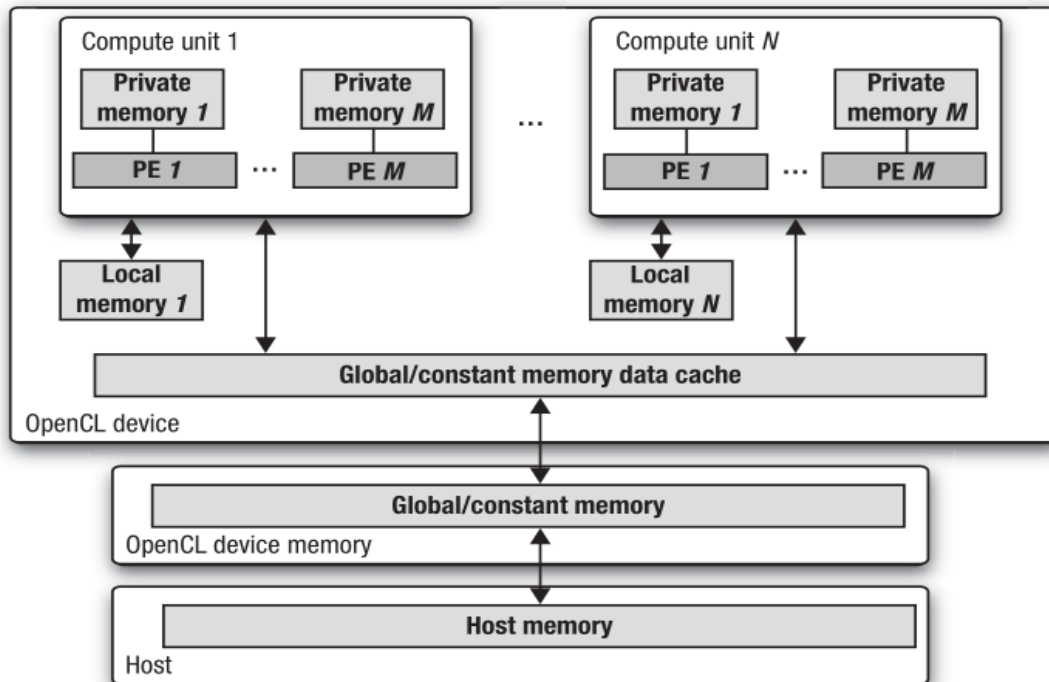 Compute unit 1
Private
memory 1
Private
memory M
PE 1
...
PE M
...
Compute unit N
Private
memory 1
Private
memory M
PE 1
...
PE M
Local
memory 1
Local
memory N
Global/constant memory data cache
OpenCL device
Global/constant memory
OpenCL device memory
Host memory
Host